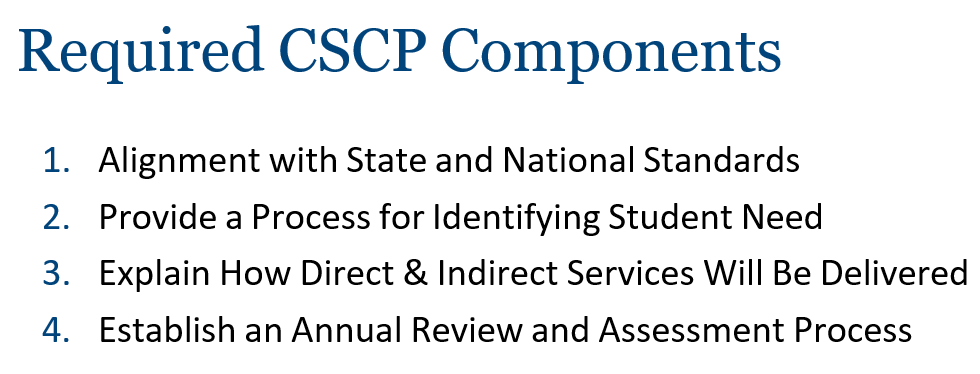 Required CSCP Components
1. Alignment with State and National Standards
2. Provide a Process for Identifying Student Need
3. Explain How Direct & Indirect Services Will Be Delivered
4. Establish an Annual Review and Assessment Process